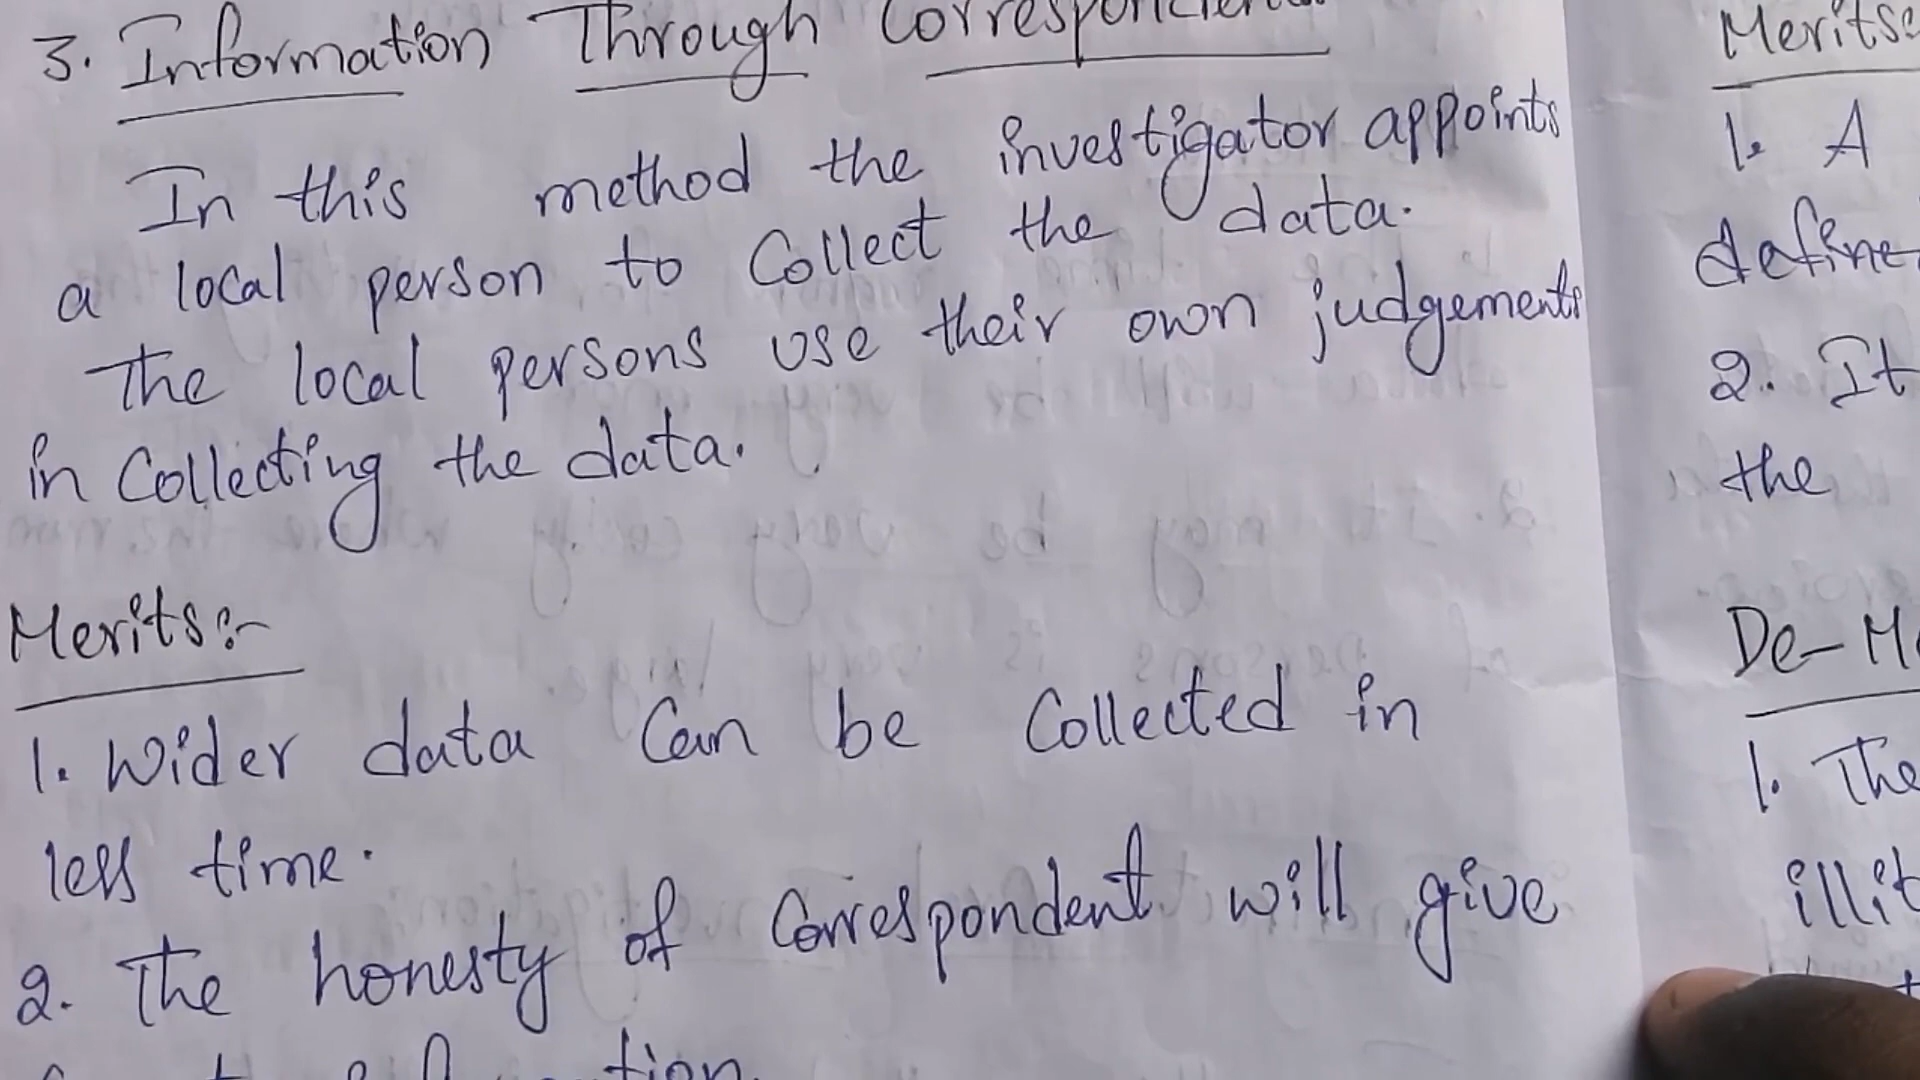 3. Information Through
In this method the investigator appoints
a local person to Collect the data.
The local persons use their own judgements
in Collecting the data.
Merits:-
1. Wider data Can be Collected in
less time.
2. The honesty of Correspondent will give
Merits:
1. A
define
2. It
the
De-M
1. The
illit